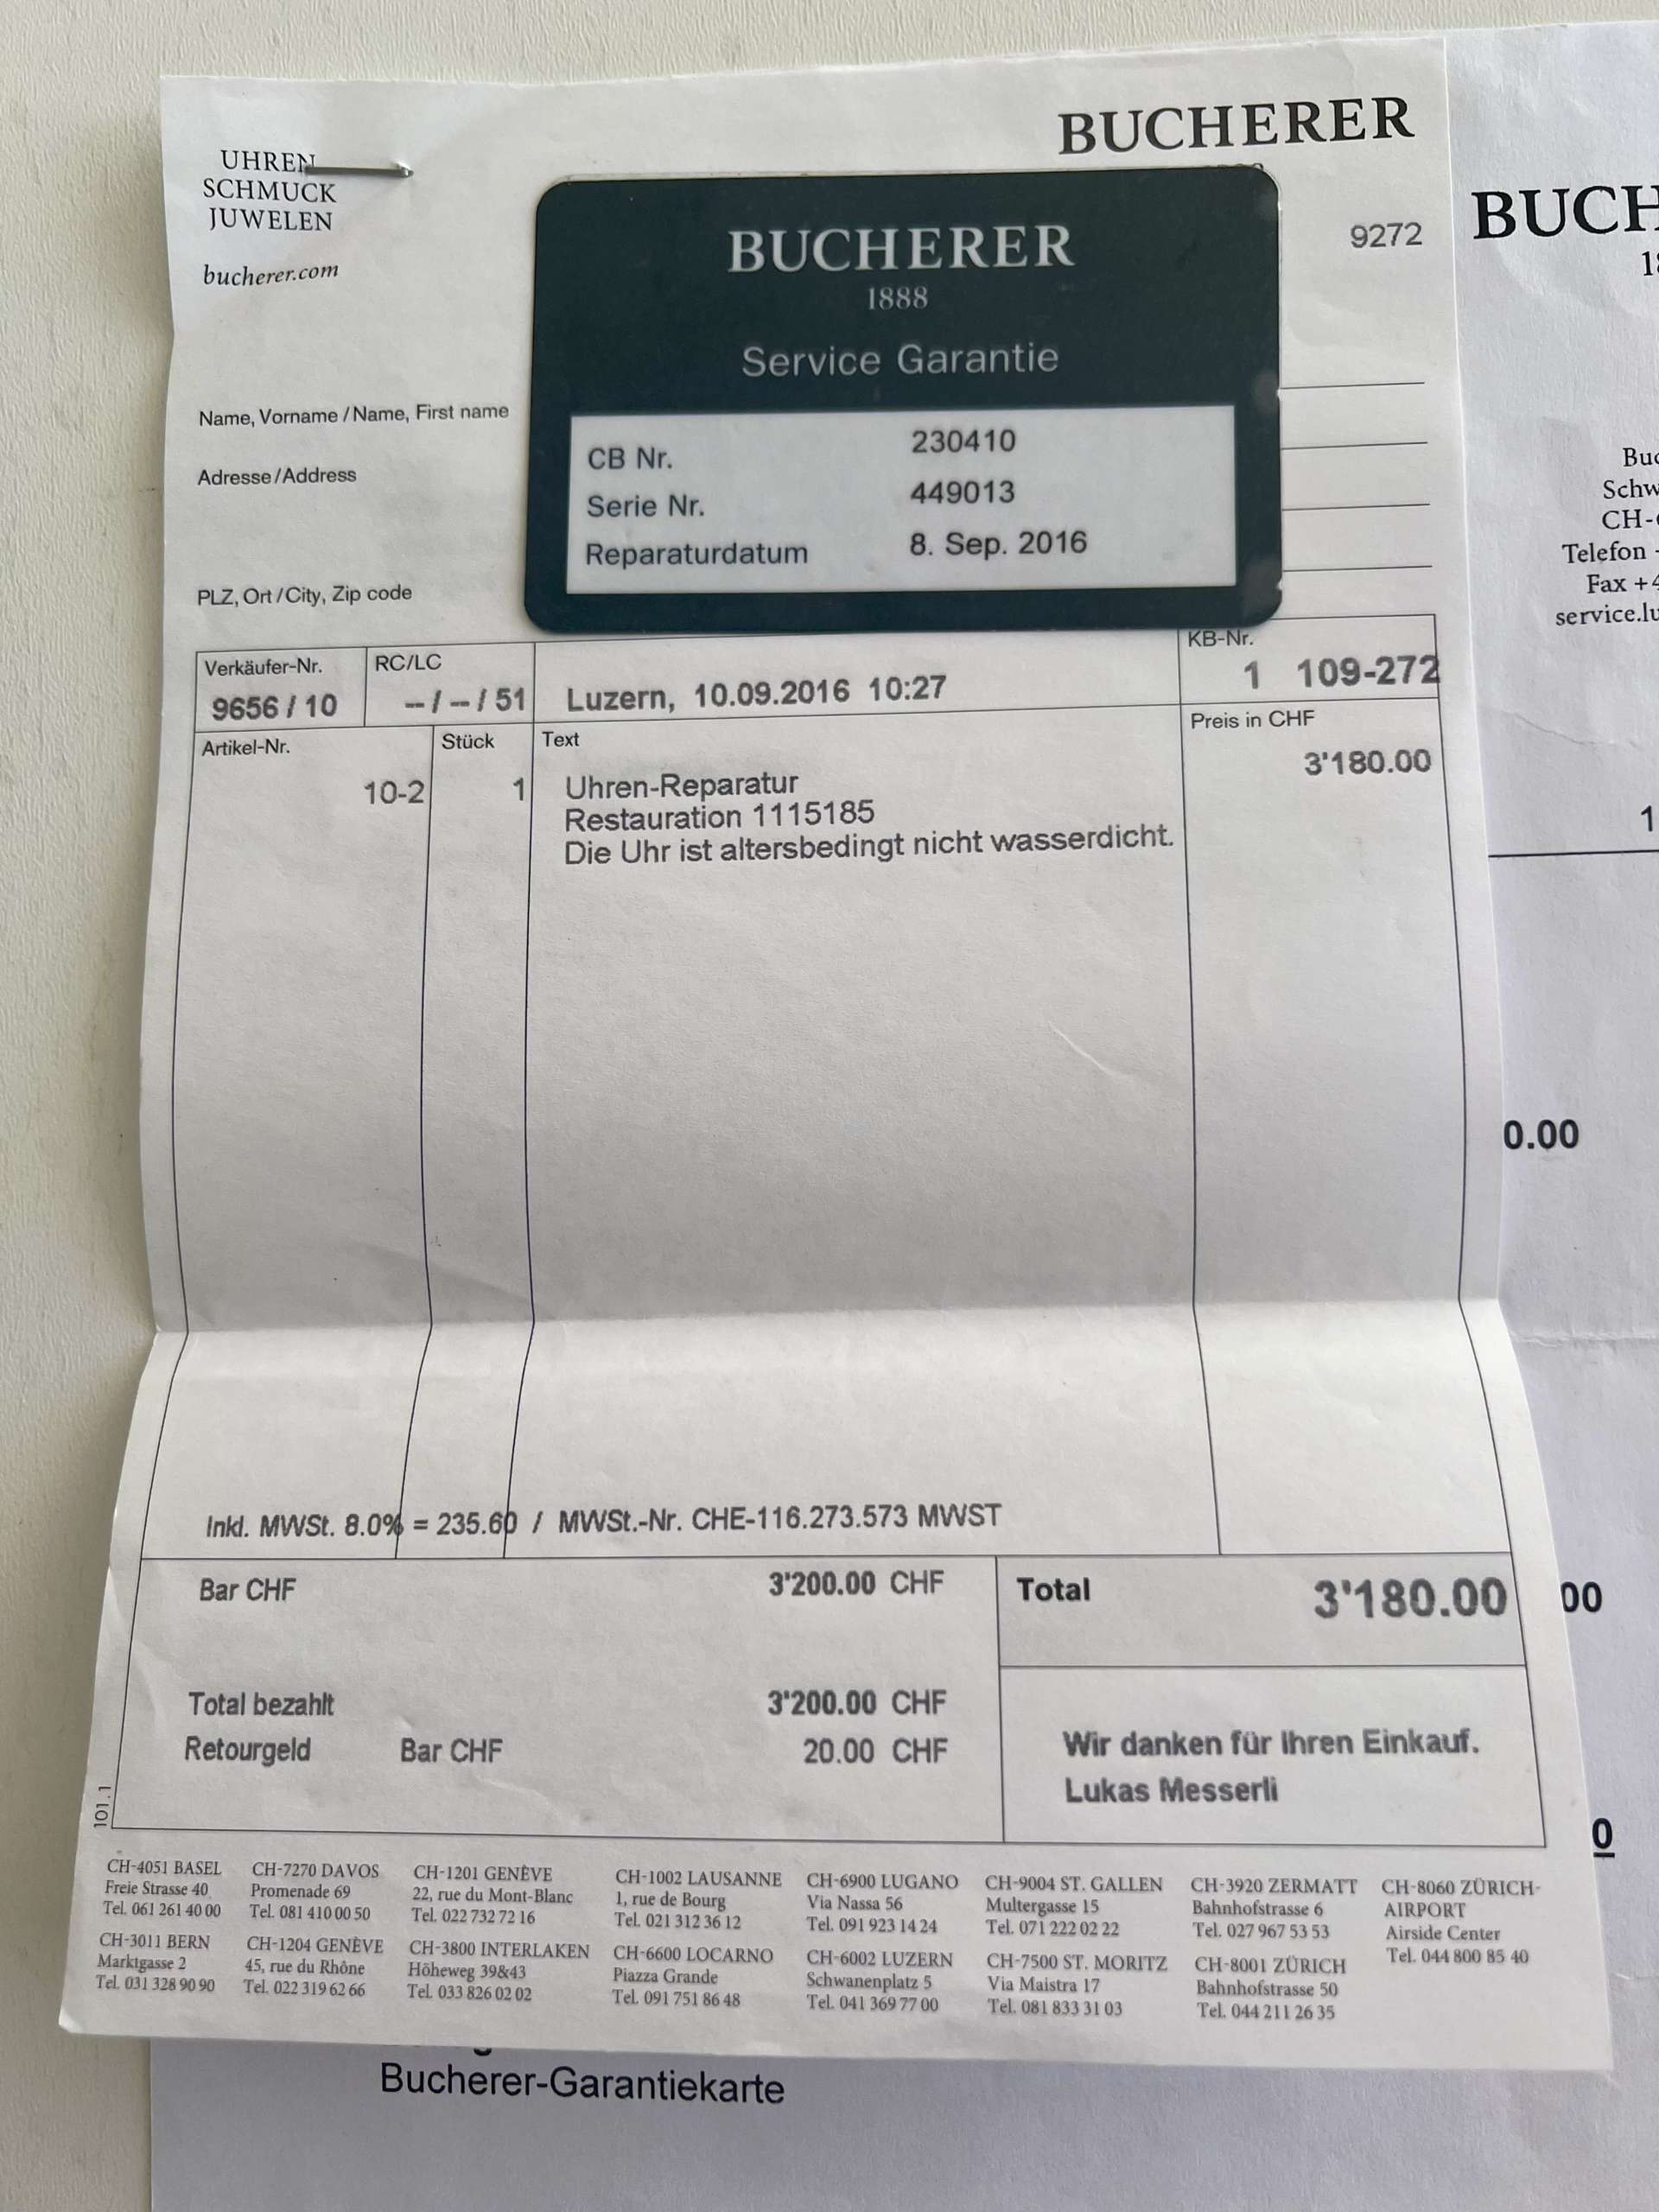 UHREN
SCHMUCK
JUWELEN
bucherer.com
BUCHERER
9272
BUCHERER
1888
Service Garantie
CB Nr. 230410
Serie Nr. 449013
Reparaturdatum 8. Sep. 2016
Name, Vorname / Name, First name
Adresse / Address
PLZ, Ort / City, Zip code
Verkäufer-Nr. RC/LC KB-Nr.
9656 / 10 -- / -- / 51 Luzern, 10.09.2016 10:27 1 109-272
Artikel-Nr. Stück Text Preis in CHF
10-2 1 Uhren-Reparatur 3'180.00
Restauration 1115185
Die Uhr ist altersbedingt nicht wasserdicht.
Inkl. MWSt. 8.0% = 235.60 / MWSt.-Nr. CHE-116.273.573 MWST
Bar CHF 3'200.00 CHF Total 3'180.00
Total bezahlt 3'200.00 CHF
Retourgeld Bar CHF 20.00 CHF
Wir danken für Ihren Einkauf.
Lukas Messerli
101.1
CH-4051 BASEL
Freie Strasse 40
Tel. 061 261 40 00
CH-7270 DAVOS
Promenade 69
Tel. 081 410 00 50
CH-1201 GENÈVE
22, rue du Mont-Blanc
Tel. 022 732 72 16
CH-1002 LAUSANNE
1, rue de Bourg
Tel. 021 312 36 12
CH-6900 LUGANO
Via Nassa 56
Tel. 091 923 14 24
CH-9004 ST. GALLEN
Multergasse 15
Tel. 071 222 02 22
CH-3920 ZERMATT
Bahnhofstrasse 6
Tel. 027 967 53 53
CH-8060 ZÜRICH-
AIRPORT
Airside Center
Tel. 044 800 85 40
CH-3011 BERN
Marktgasse 2
Tel. 031 328 90 90
CH-1204 GENÈVE
45, rue du Rhône
Tel. 022 319 62 66
CH-3800 INTERLAKEN
Höheweg 39&43
Tel. 033 826 02 02
CH-6600 LOCARNO
Piazza Grande
Tel. 091 751 86 48
CH-6002 LUZERN
Schwanenplatz 5
Tel. 041 369 77 00
CH-7500 ST. MORITZ
Via Maistra 17
Tel. 081 833 31 03
CH-8001 ZÜRICH
Bahnhofstrasse 50
Tel. 044 211 26 35
BUCH
Buc
Schw
CH-
Telefon
Fax +4
service.lu
1
0.00
00
0
Bucherer-Garantiekarte